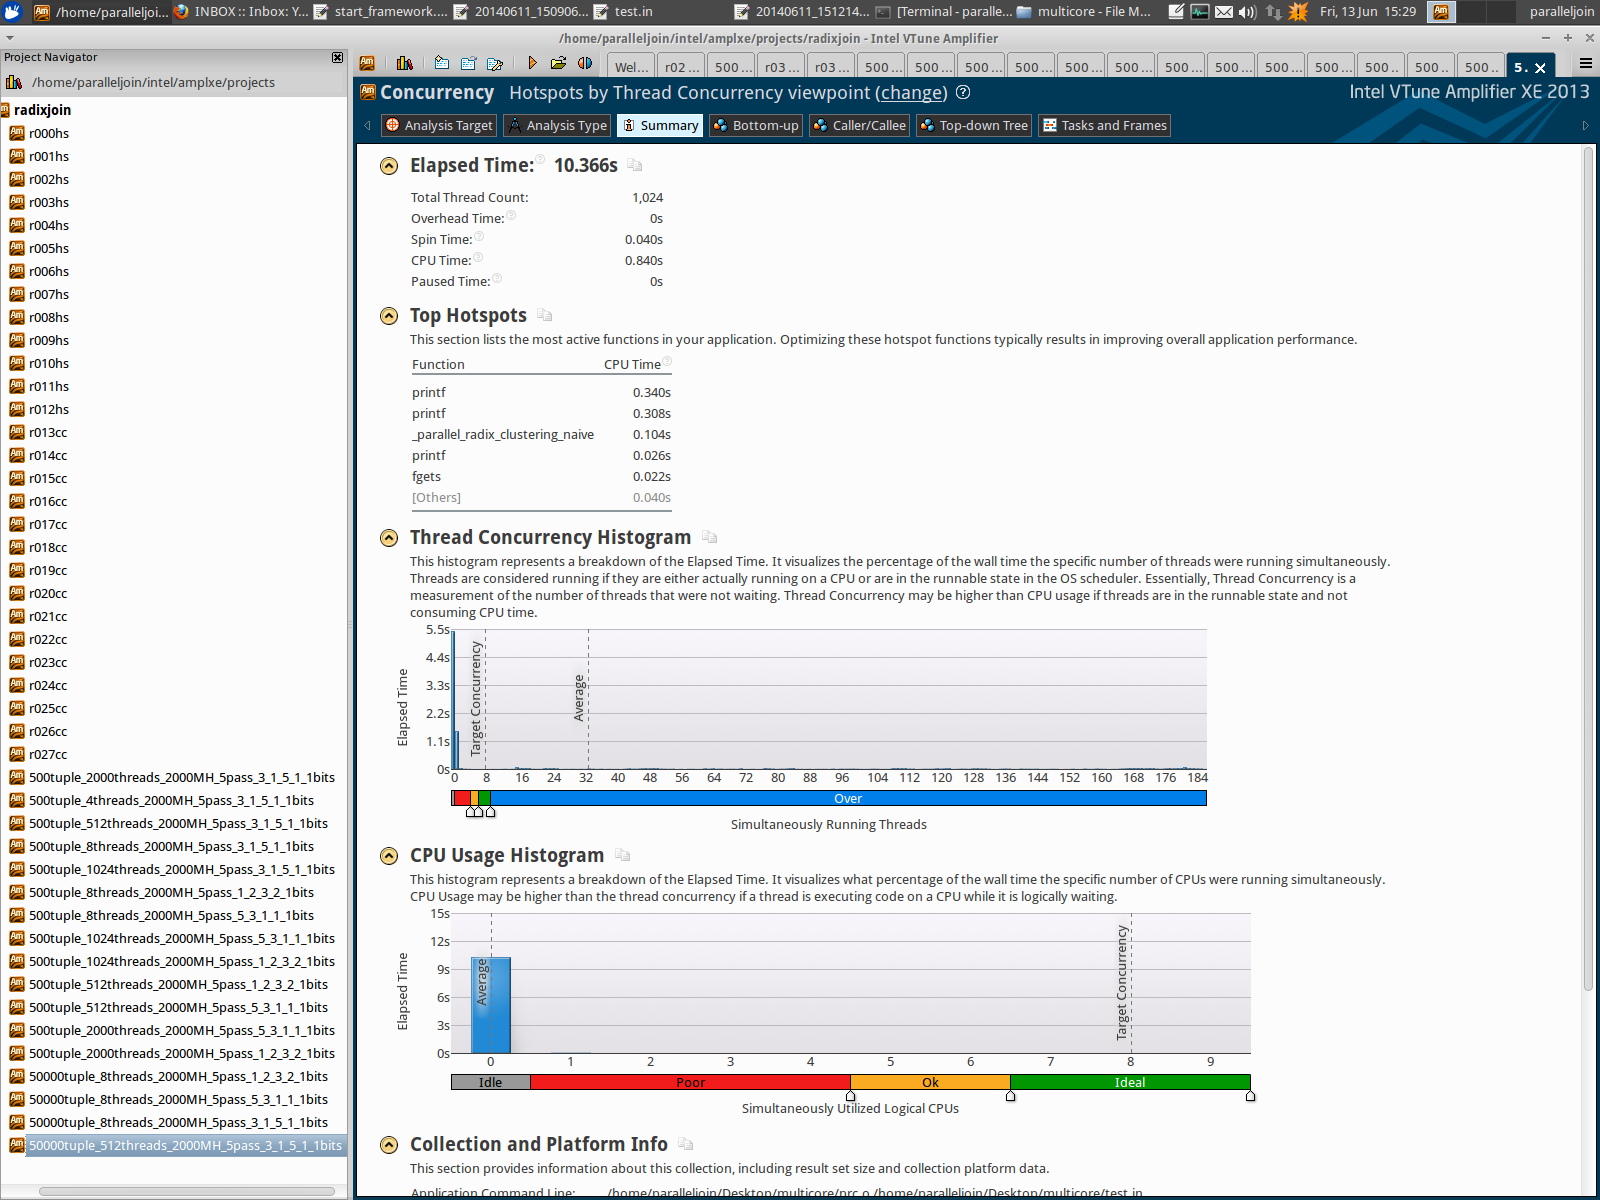 /home/paralleljoi...
INBOX :: Inbox: Y...
start_framework....
20140611_150906...
test.in
20140611_151214...
[Terminal - paralle...
multicore - File M...
Fri, 13 Jun 15:29
paralleljoin
/home/paralleljoin/intel/amplxe/projects/radixjoin - Intel VTune Amplifier
Project Navigator
/home/paralleljoin/intel/amplxe/projects
radixjoin
r000hs
r001hs
r002hs
r003hs
r004hs
r005hs
r006hs
r007hs
r008hs
r009hs
r010hs
r011hs
r012hs
r013cc
r014cc
r015cc
r016cc
r017cc
r018cc
r019cc
r020cc
r021cc
r022cc
r023cc
r024cc
r025cc
r026cc
r027cc
500tuple_2000threads_2000MH_5pass_3_1_5_1_1bits
500tuple_4threads_2000MH_5pass_3_1_5_1_1bits
500tuple_512threads_2000MH_5pass_3_1_5_1_1bits
500tuple_8threads_2000MH_5pass_3_1_5_1_1bits
500tuple_1024threads_2000MH_5pass_3_1_5_1_1bits
500tuple_8threads_2000MH_5pass_1_2_3_2_1bits
500tuple_8threads_2000MH_5pass_5_3_1_1_1bits
500tuple_1024threads_2000MH_5pass_5_3_1_1_1bits
500tuple_1024threads_2000MH_5pass_1_2_3_2_1bits
500tuple_512threads_2000MH_5pass_1_2_3_2_1bits
500tuple_512threads_2000MH_5pass_5_3_1_1_1bits
500tuple_2000threads_2000MH_5pass_5_3_1_1_1bits
500tuple_2000threads_2000MH_5pass_1_2_3_2_1bits
50000tuple_8threads_2000MH_5pass_1_2_3_2_1bits
50000tuple_8threads_2000MH_5pass_5_3_1_1_1bits
50000tuple_8threads_2000MH_5pass_3_1_5_1_1bits
50000tuple_512threads_2000MH_5pass_3_1_5_1_1bits
Wel... r02 ... 500 ... r03 ... r03 ... 500 ... 500 ... 500 ... 500 ... 500 ... 500 ... 500 ... 500 ... 500 ... 500 ... 500 ... 500 .. 500 .. 5.
Concurrency Hotspots by Thread Concurrency viewpoint (change)
Intel VTune Amplifier XE 2013
Analysis Target Analysis Type Summary Bottom-up Caller/Callee Top-down Tree Tasks and Frames
Elapsed Time: 10.366s
Total Thread Count: 1,024
Overhead Time: 0s
Spin Time: 0.040s
CPU Time: 0.840s
Paused Time: 0s
Top Hotspots
This section lists the most active functions in your application. Optimizing these hotspot functions typically results in improving overall application performance.
Function CPU Time
printf 0.340s
printf 0.308s
_parallel_radix_clustering_naive 0.104s
printf 0.026s
fgets 0.022s
[Others] 0.040s
Thread Concurrency Histogram
This histogram represents a breakdown of the Elapsed Time. It visualizes the percentage of the wall time the specific number of threads were running simultaneously.
Threads are considered running if they are either actually running on a CPU or are in the runnable state in the OS scheduler. Essentially, Thread Concurrency is a
measurement of the number of threads that were not waiting. Thread Concurrency may be higher than CPU usage if threads are in the runnable state and not
consuming CPU time.
5.5s
4.4s
3.3s
2.2s
1.1s
0s
Elapsed Time
Target Concurrency
Average
0 8 16 24 32 40 48 56 64 72 80 88 96 104 112 120 128 136 144 152 160 168 176 184
Over
Simultaneously Running Threads
CPU Usage Histogram
This histogram represents a breakdown of the Elapsed Time. It visualizes what percentage of the wall time the specific number of CPUs were running simultaneously.
CPU Usage may be higher than the thread concurrency if a thread is executing code on a CPU while it is logically waiting.
15s
12s
9s
6s
3s
0s
Elapsed Time
Average
Target Concurrency
0 1 2 3 4 5 6 7 8 9
Idle Poor Ok Ideal
Simultaneously Utilized Logical CPUs
Collection and Platform Info
This section provides information about this collection, including result set size and collection platform data.
Application Command Line: /home/paralleljoin/Desktop/multicore/prc.o /home/paralleljoin/Desktop/multicore/test.in